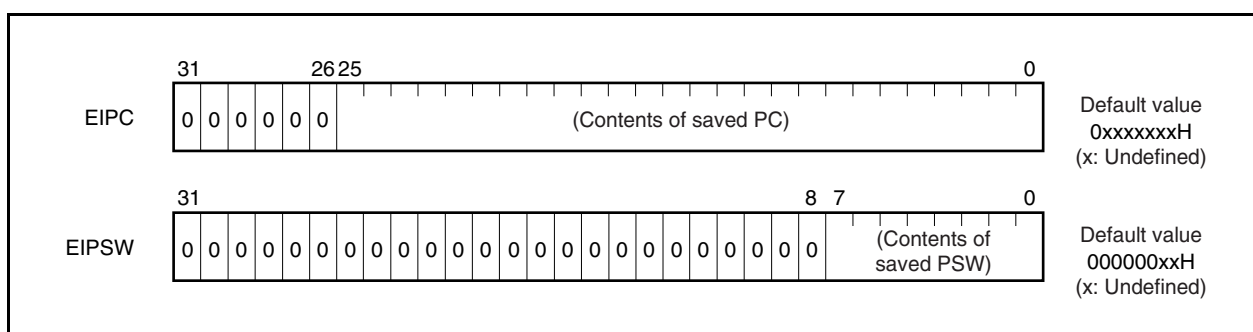 31 26 25 0
EIPC 0 0 0 0 0 0 (Contents of saved PC) Default value
0xxxxxxxH
(x: Undefined)
31 8 7 0
EIPSW 0 0 0 0 0 0 0 0 0 0 0 0 0 0 0 0 0 0 0 0 0 0 0 0 (Contents of
saved PSW) Default value
000000xxH
(x: Undefined)